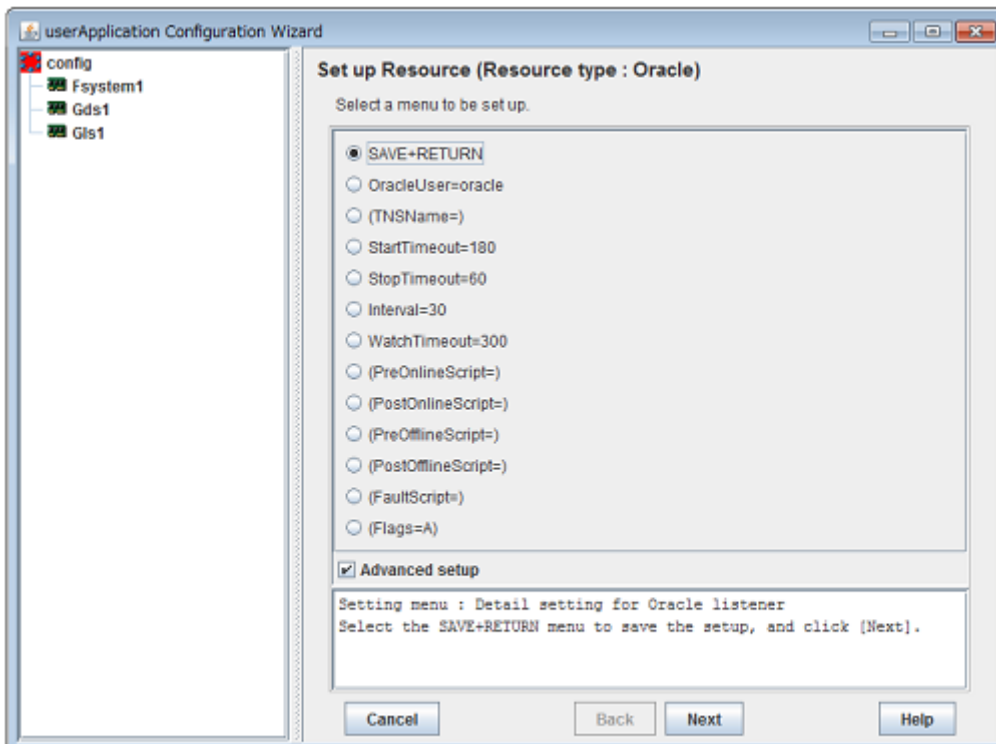 userApplication Configuration Wizard
config
Fsystem1
Gds1
Gls1
Set up Resource (Resource type : Oracle)
Select a menu to be set up.
SAVE+RETURN
OracleUser=oracle
(TNSName=)
StartTimeout=180
StopTimeout=60
Interval=30
WatchTimeout=300
(PreOnlineScript=)
(PostOnlineScript=)
(PreOfflineScript=)
(PostOfflineScript=)
(FaultScript=)
(Flags=A)
Advanced setup
Setting menu : Detail setting for Oracle listener
Select the SAVE+RETURN menu to save the setup, and click [Next].
Cancel Back Next Help